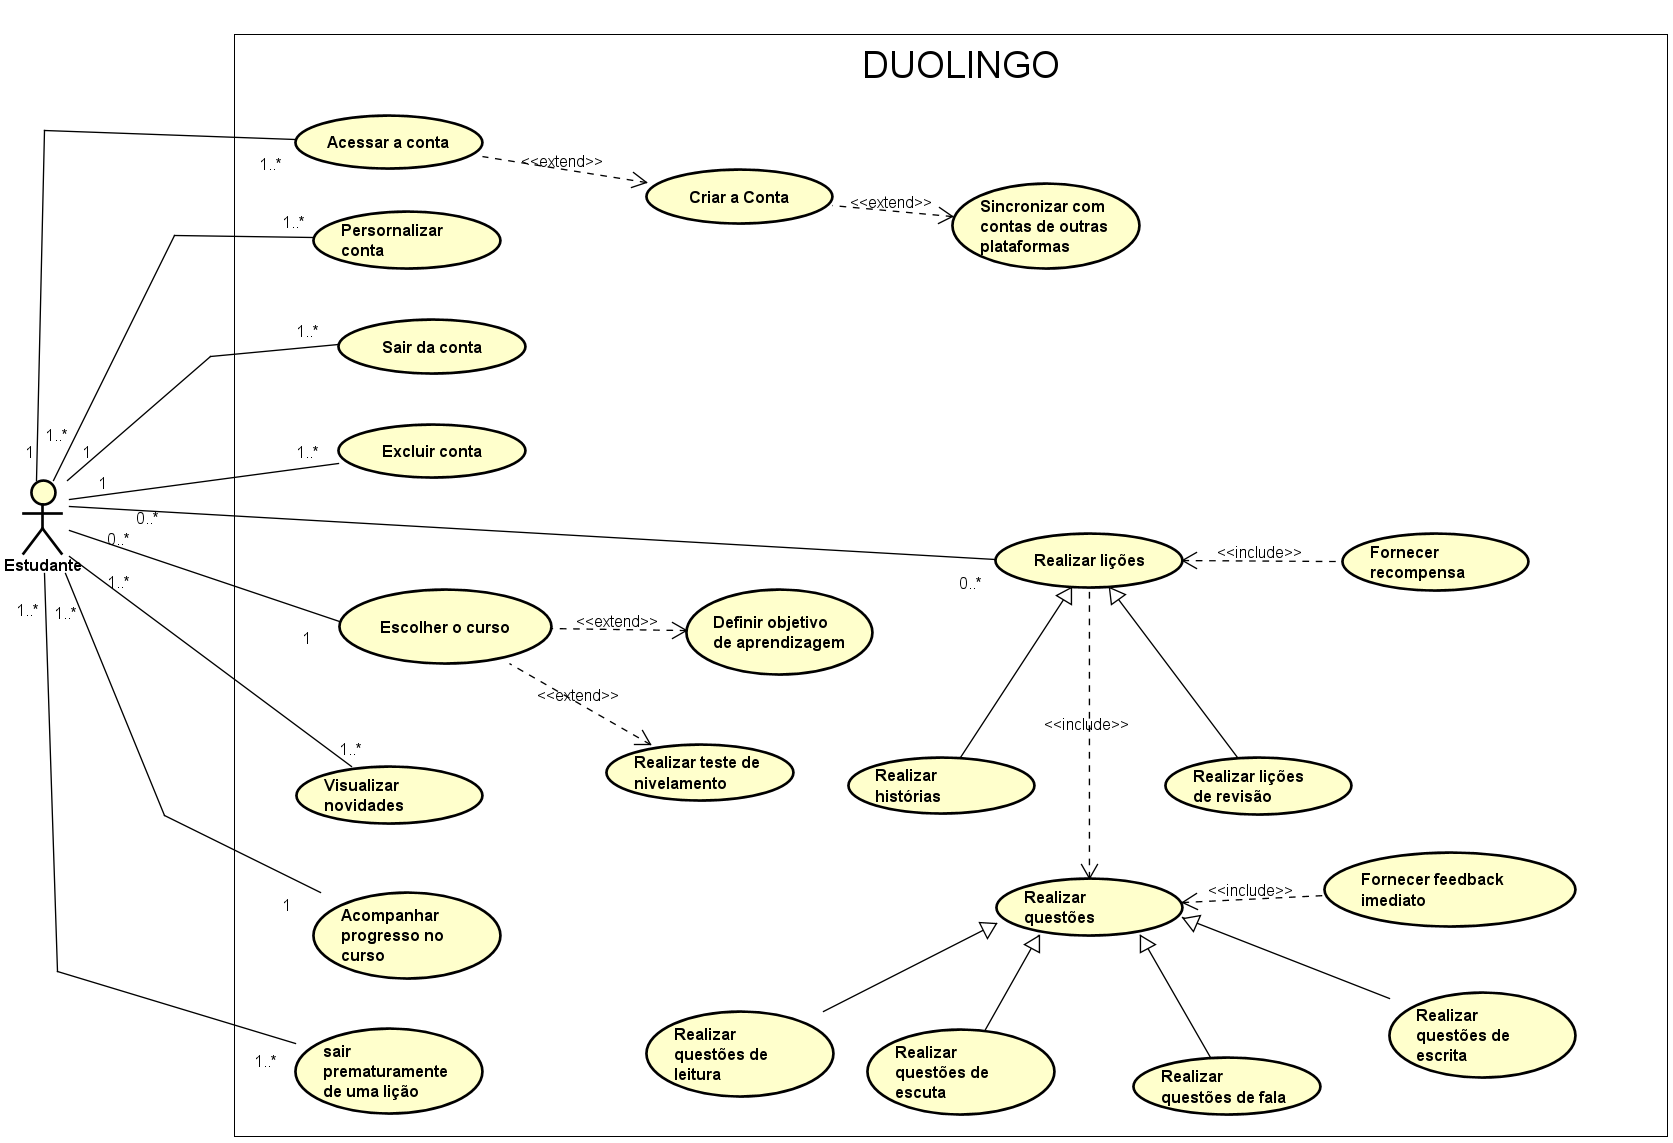 DUOLINGO
Acessar a conta
1..*
<<extend>>
Criar a Conta
<<extend>>
Sincronizar com
contas de outras
plataformas
1..*
Persornalizar
conta
1..*
Sair da conta
1..*
1
1
1..*
Excluir conta
1
0..*
0..*
Estudante
1..*
1..*
1..*
Realizar lições
0..*
<<include>>
Fornecer
recompensa
Escolher o curso
1
<<extend>>
Definir objetivo
de aprendizagem
<<extend>>
Realizar teste de
nivelamento
<<include>>
1..*
Visualizar
novidades
Realizar
histórias
Realizar lições
de revisão
1
Acompanhar
progresso no
curso
Realizar
questões
<<include>>
Fornecer feedback
imediato
1..*
sair
prematuramente
de uma lição
Realizar
questões de
leitura
Realizar
questões de
escuta
Realizar
questões de fala
Realizar
questões de
escrita